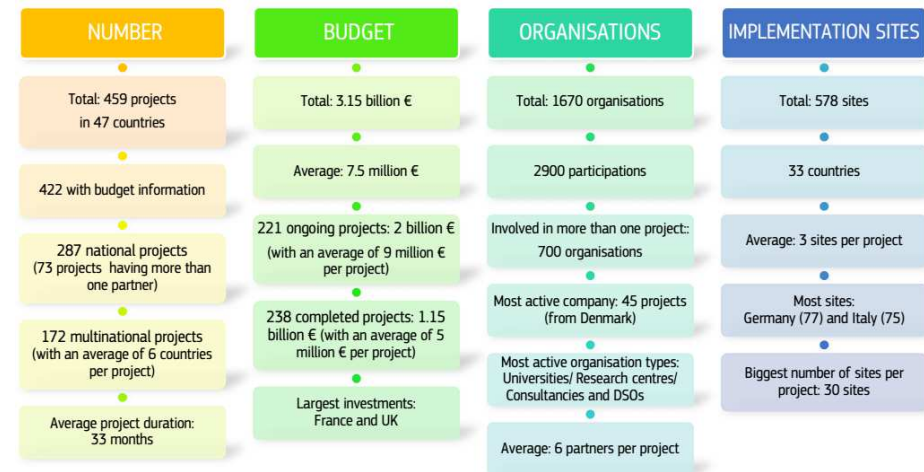 NUMBER
Total: 459 projects
in 47 countries
422 with budget information
287 national projects
(73 projects having more than
one partner)
172 multinational projects
(with an average of 6 countries
per project)
Average project duration:
33 months
BUDGET
Total: 3.15 billion €
Average: 7.5 million €
221 ongoing projects: 2 billion €
(with an average of 9 million €
per project)
238 completed projects: 1.15
billion € (with an average of 5
million € per project)
Largest investments:
France and UK
ORGANISATIONS
Total: 1670 organisations
2900 participations
Involved in more than one project::
700 organisations
Most active company: 45 projects
(from Denmark)
Most active organisation types:
Universities/ Research centres/
Consultancies and DSOs
Average: 6 partners per project
IMPLEMENTATION SITES
Total: 578 sites
33 countries
Average: 3 sites per project
Most sites:
Germany (77) and Italy (75)
Biggest number of sites per
project: 30 sites